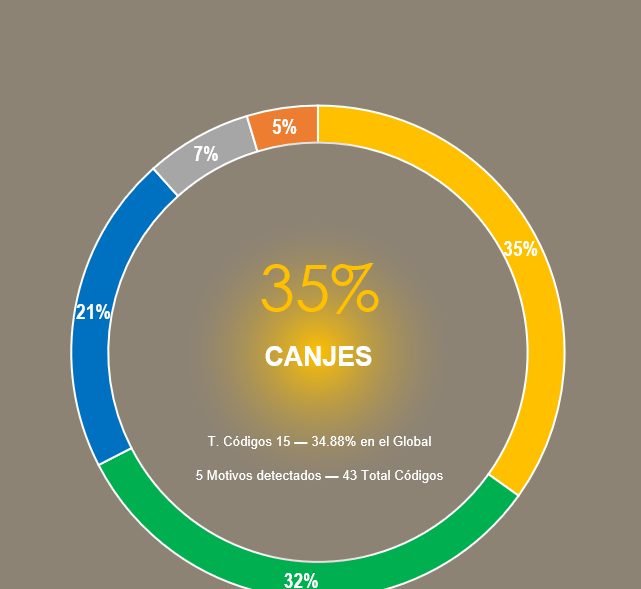 5%
7%
35%
35%
21%
CANJES
T. Códigos 15 — 34.88% en el Global
5 Motivos detectados — 43 Total Códigos
32%